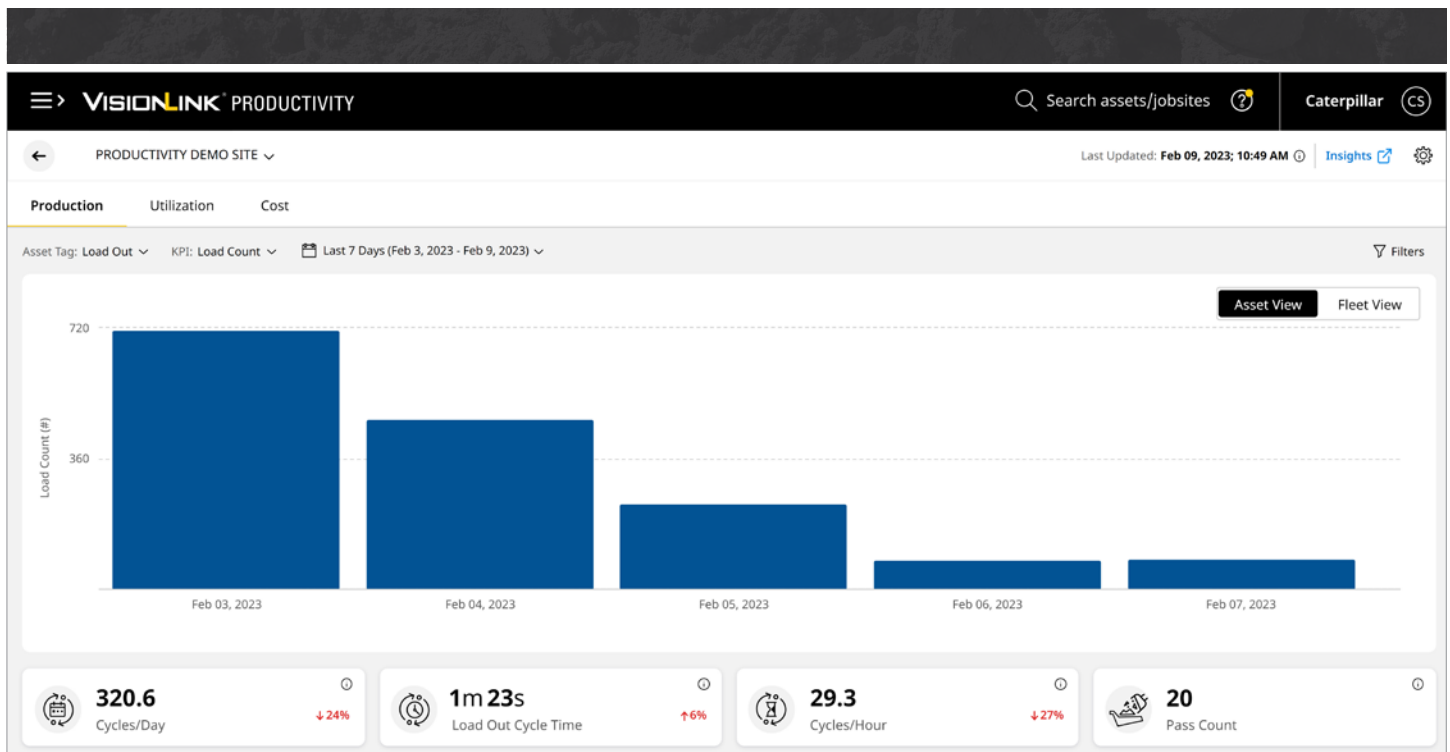 VISIONLINK® PRODUCTIVITY
Search assets/jobsites
?
Caterpillar
CS
PRODUCTIVITY DEMO SITE
Last Updated: Feb 09, 2023; 10:49 AM
Insights
Production Utilization Cost
Asset Tag: Load Out KPI: Load Count Last 7 Days (Feb 3, 2023 - Feb 9, 2023)
Filters
Asset View Fleet View
720
360
Load Count (#)
Feb 03, 2023 Feb 04, 2023 Feb 05, 2023 Feb 06, 2023 Feb 07, 2023
320.6
Cycles/Day
↓24%
1m 23s
Load Out Cycle Time
↑6%
29.3
Cycles/Hour
↓27%
20
Pass Count